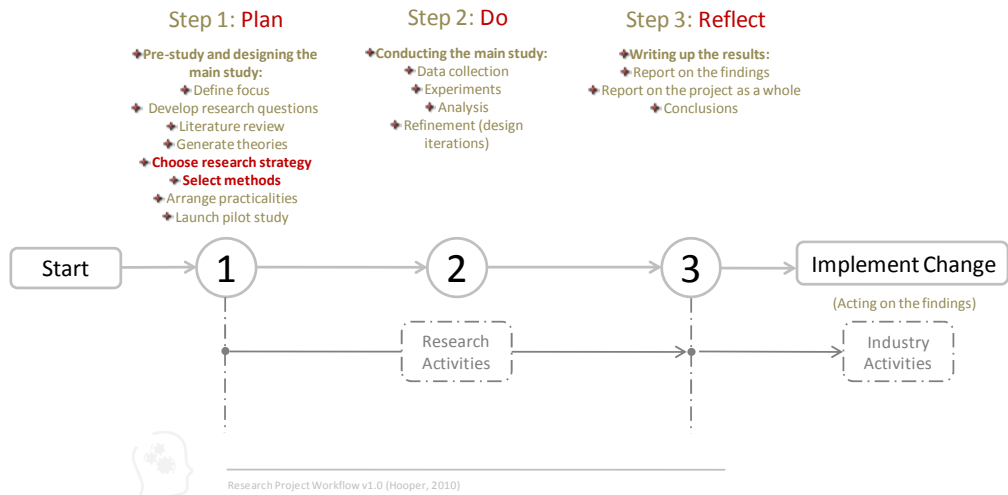 Step 1: Plan
Pre-study and designing the
main study:
Define focus
Develop research questions
Literature review
Generate theories
Choose research strategy
Select methods
Arrange practicalities
Launch pilot study
Step 2: Do
Conducting the main study:
Data collection
Experiments
Analysis
Refinement (design
iterations)
Step 3: Reflect
Writing up the results:
Report on the findings
Report on the project as a whole
Conclusions
Start
1
2
3
Implement Change
(Acting on the findings)
Research
Activities
Industry
Activities
Research Project Workflow v1.0 (Hooper, 2010)